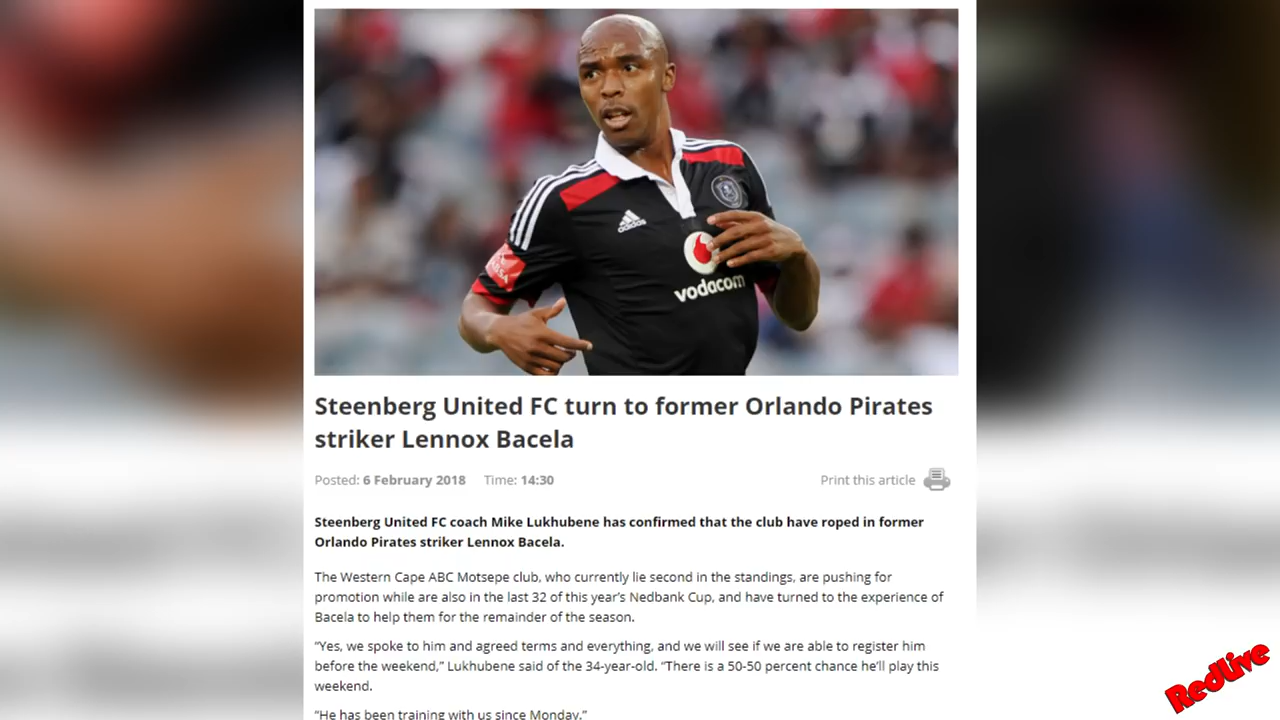 adidas
vodacom
Steenberg United FC turn to former Orlando Pirates
striker Lennox Bacela
Posted: 6 February 2018 Time: 14:30 Print this article
Steenberg United FC coach Mike Lukhubene has confirmed that the club have roped in former
Orlando Pirates striker Lennox Bacela.
The Western Cape ABC Motsepe club, who currently lie second in the standings, are pushing for
promotion while are also in the last 32 of this year’s Nedbank Cup, and have turned to the experience of
Bacela to help them for the remainder of the season.
“Yes, we spoke to him and agreed terms and everything, and we will see if we are able to register him
before the weekend,” Lukhubene said of the 34-year-old. “There is a 50-50 percent chance he’ll play this
weekend.
“He has been training with us since Monday.”
RedLive